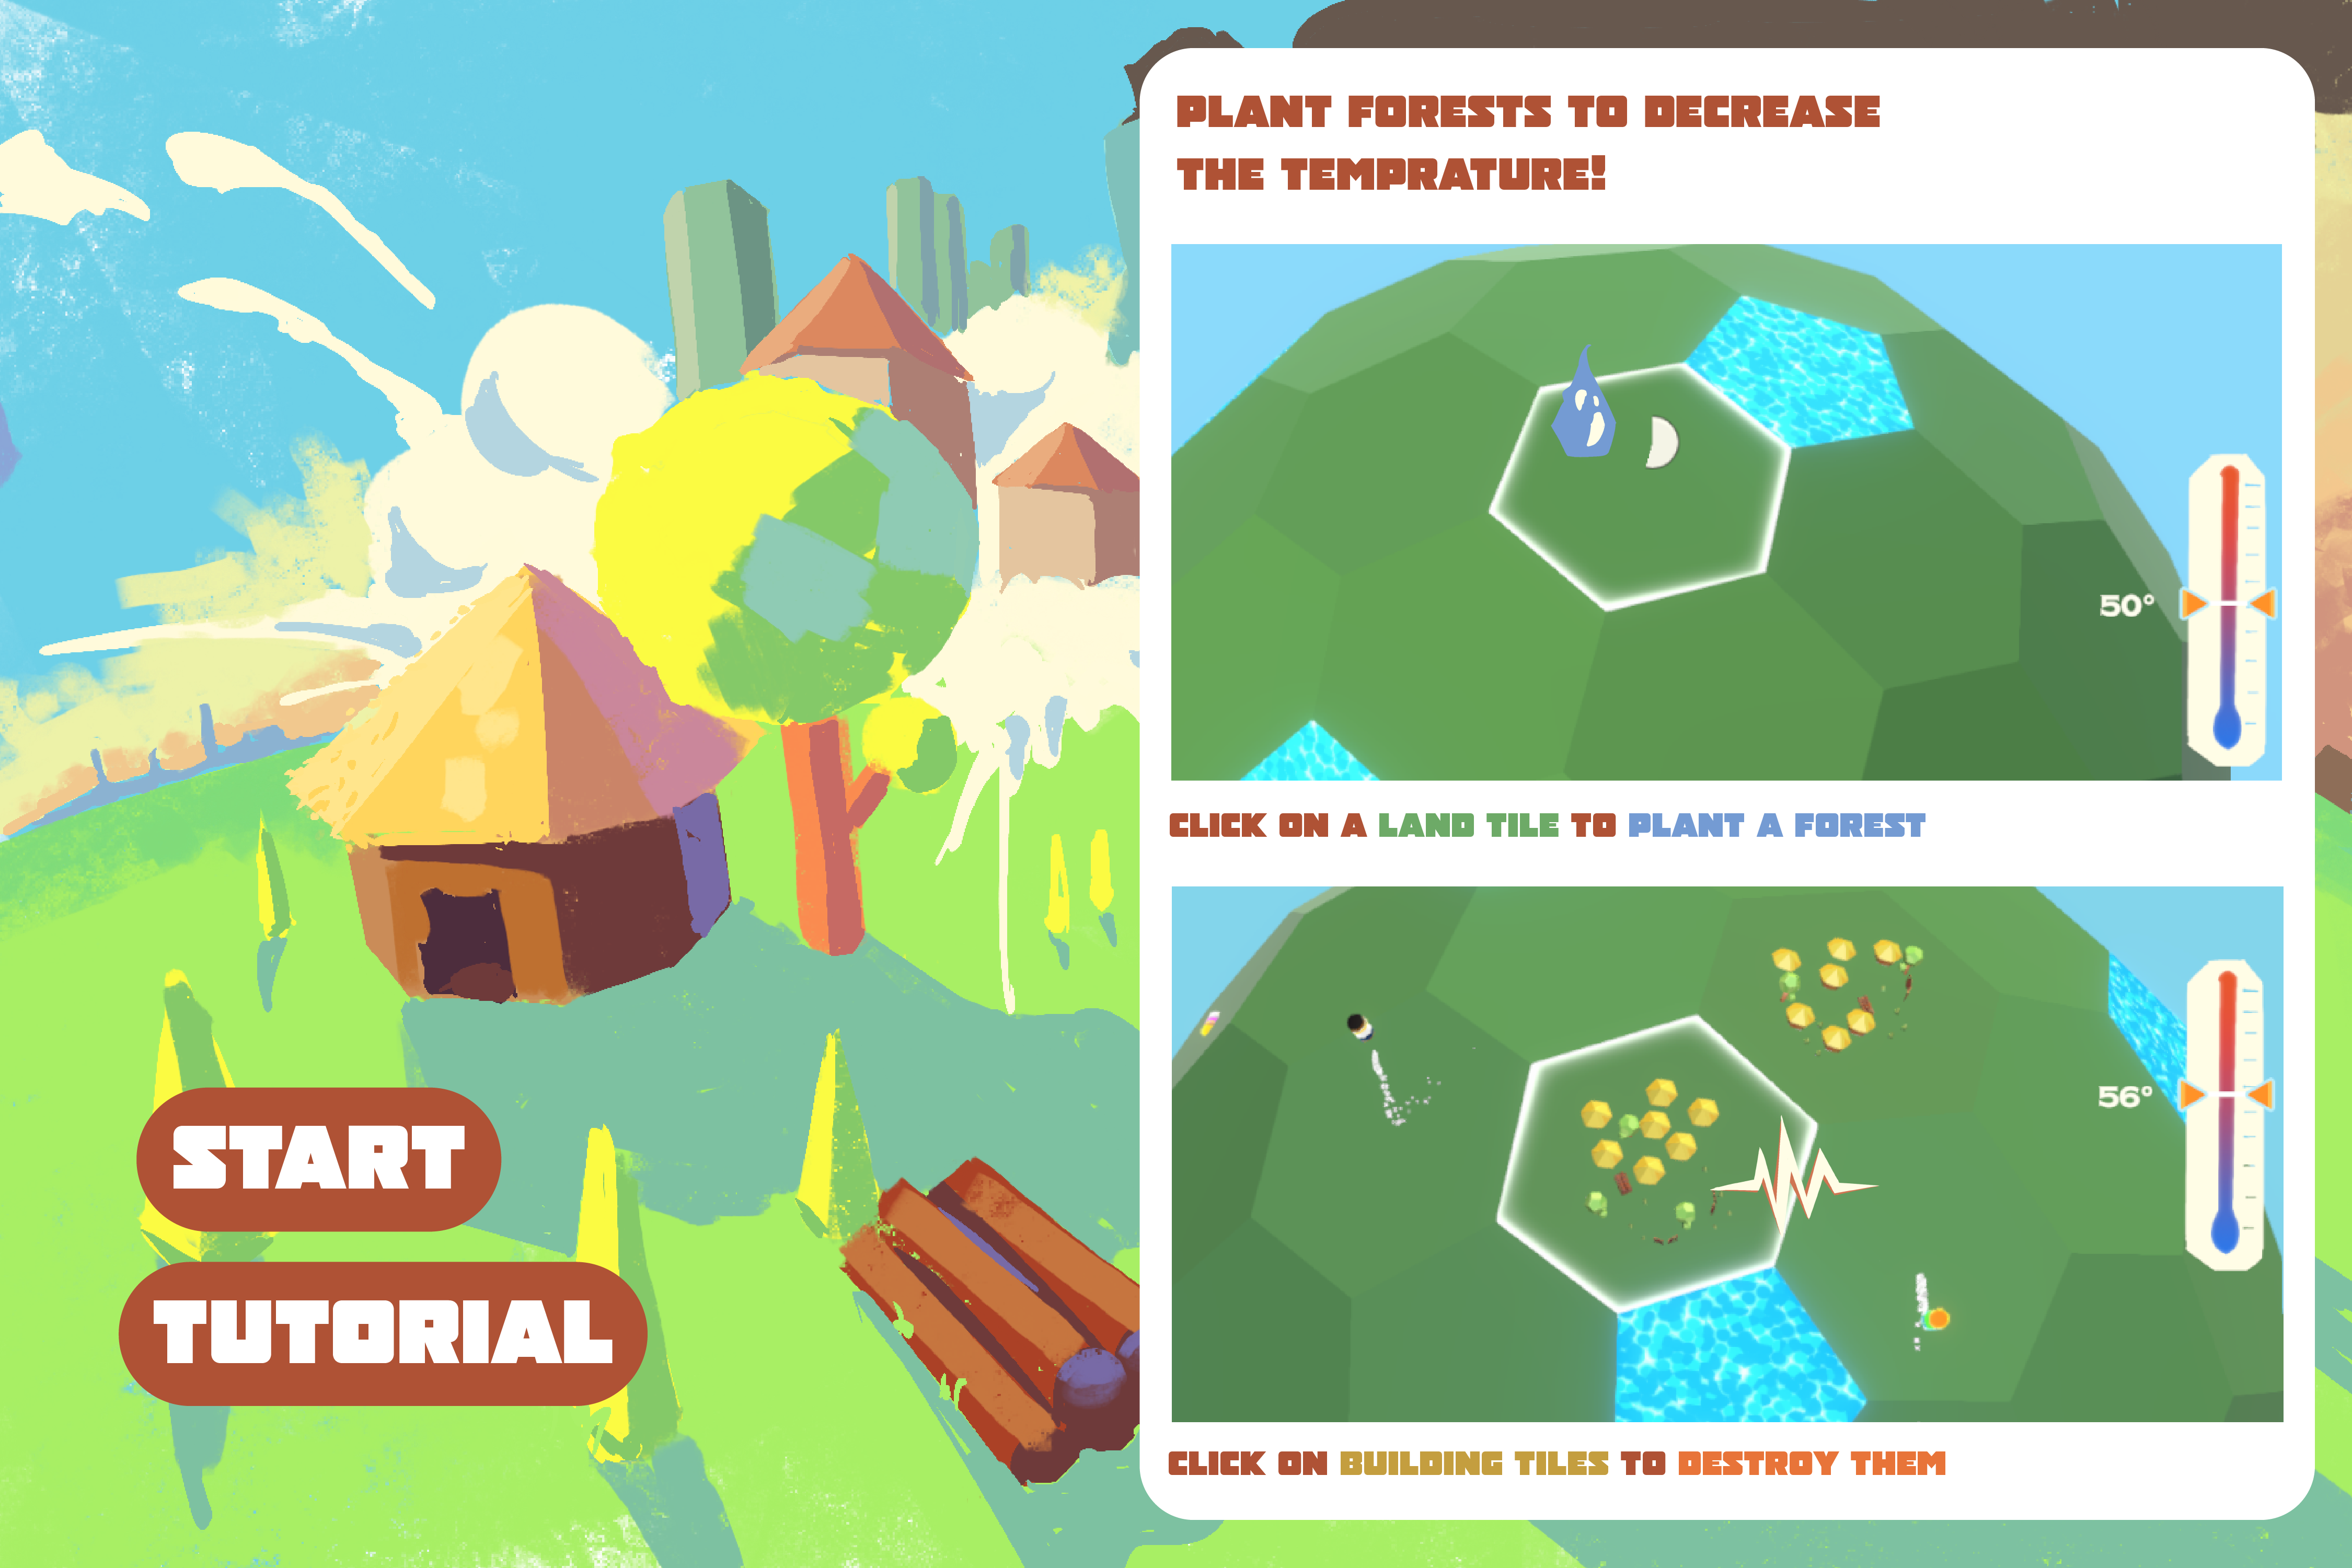 PLANT FORESTS TO DECREASE
THE TEMPRATURE!
50°
CLICK ON A LAND TILE TO PLANT A FOREST
56°
CLICK ON BUILDING TILES TO DESTROY THEM
START
TUTORIAL